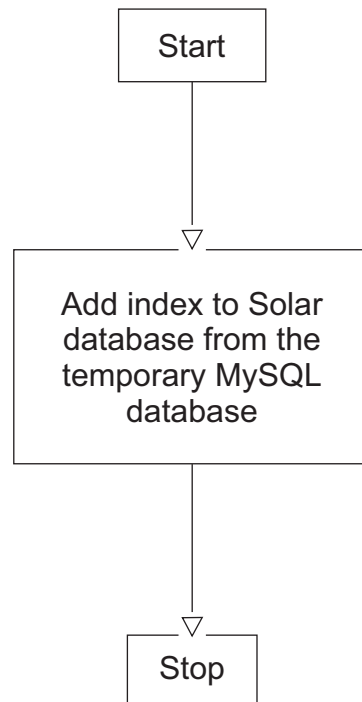 Start
Add index to Solar
database from the
temporary MySQL
database
Stop